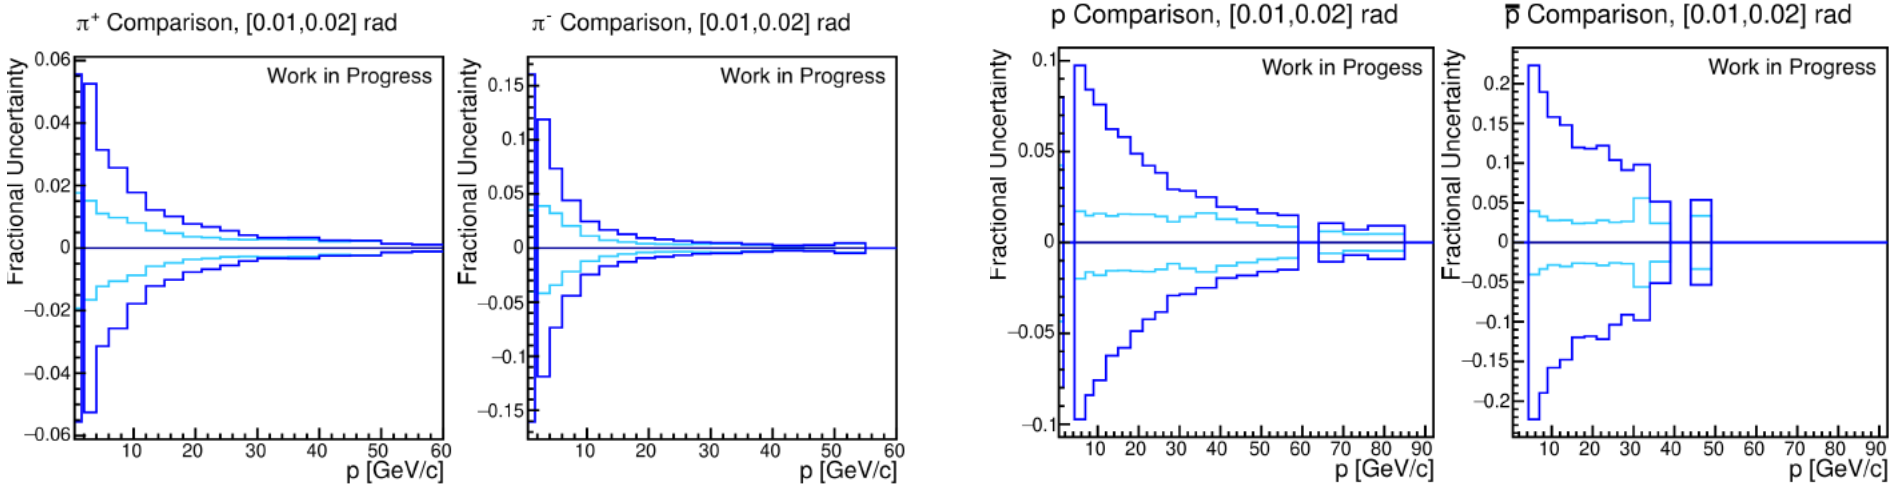 π+ Comparison, [0.01,0.02] rad
Fractional Uncertainty
Work in Progress
0.06
0.04
0.02
0
−0.02
−0.04
−0.06
10 20 30 40 50 60
p [GeV/c]
π- Comparison, [0.01,0.02] rad
Fractional Uncertainty
Work in Progress
0.15
0.1
0.05
0
−0.05
−0.1
−0.15
10 20 30 40 50 60
p [GeV/c]
p Comparison, [0.01,0.02] rad
Fractional Uncertainty
Work in Progess
0.1
0.05
0
−0.05
−0.1
10 20 30 40 50 60 70 80 90
p [GeV/c]
p̅ Comparison, [0.01,0.02] rad
Fractional Uncertainty
Work in Progress
0.2
0.15
0.1
0.05
0
−0.05
−0.1
−0.15
−0.2
10 20 30 40 50 60 70 80 90
p [GeV/c]